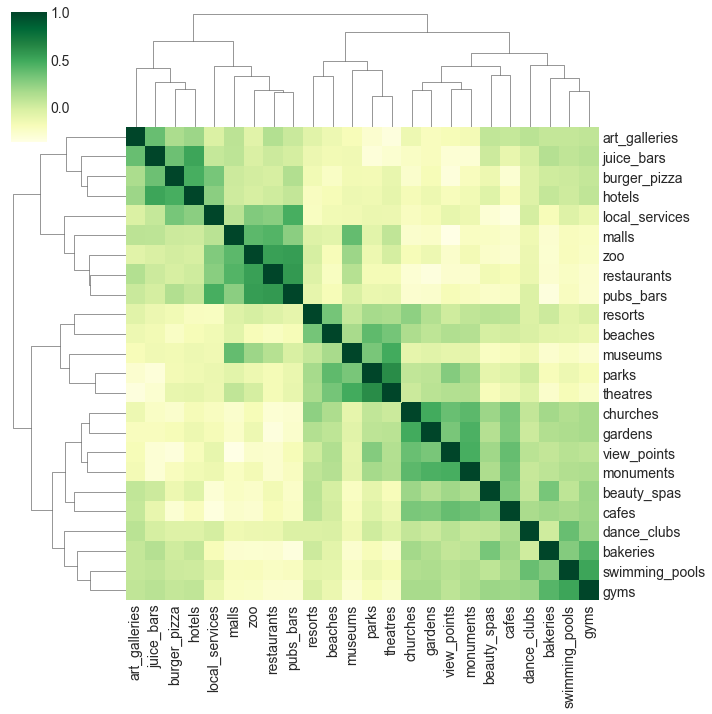 1.0
0.5
0.0
art_galleries
juice_bars
burger_pizza
hotels
local_services
malls
zoo
restaurants
pubs_bars
resorts
beaches
museums
parks
theatres
churches
gardens
view_points
monuments
beauty_spas
cafes
dance_clubs
bakeries
swimming_pools
gyms
art_galleries
juice_bars
burger_pizza
hotels
local_services
malls
zoo
restaurants
pubs_bars
resorts
beaches
museums
parks
theatres
churches
gardens
view_points
monuments
beauty_spas
cafes
dance_clubs
bakeries
swimming_pools
gyms